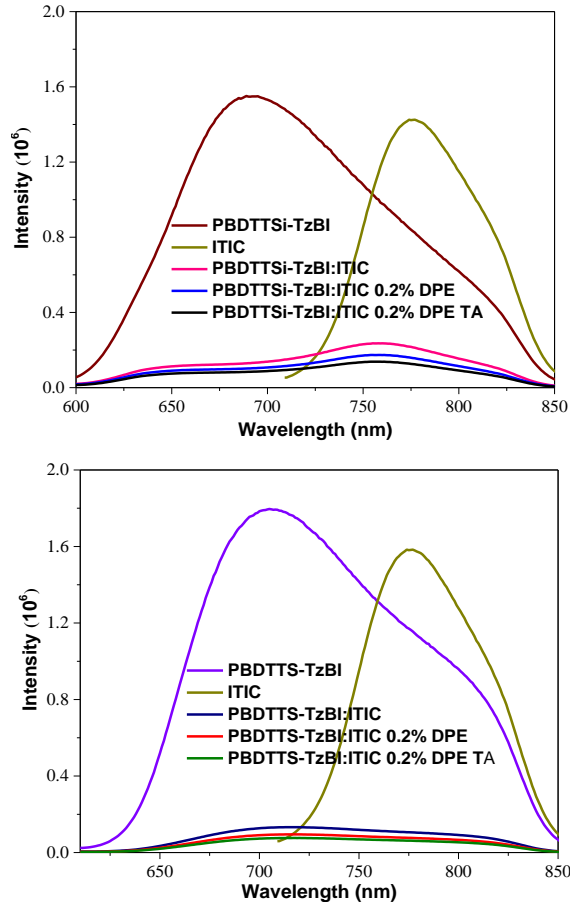 2.0
1.6
1.2
0.8
0.4
0.0
Intensity (10⁶)
PBDTTSi-TzBI
ITIC
PBDTTSi-TzBI:ITIC
PBDTTSi-TzBI:ITIC 0.2% DPE
PBDTTSi-TzBI:ITIC 0.2% DPE TA
600 650 700 750 800 850
Wavelength (nm)
2.0
1.6
1.2
0.8
0.4
0.0
Intensity (10⁶)
PBDTTS-TzBI
ITIC
PBDTTS-TzBI:ITIC
PBDTTS-TzBI:ITIC 0.2% DPE
PBDTTS-TzBI:ITIC 0.2% DPE TA
650 700 750 800 850
Wavelength (nm)